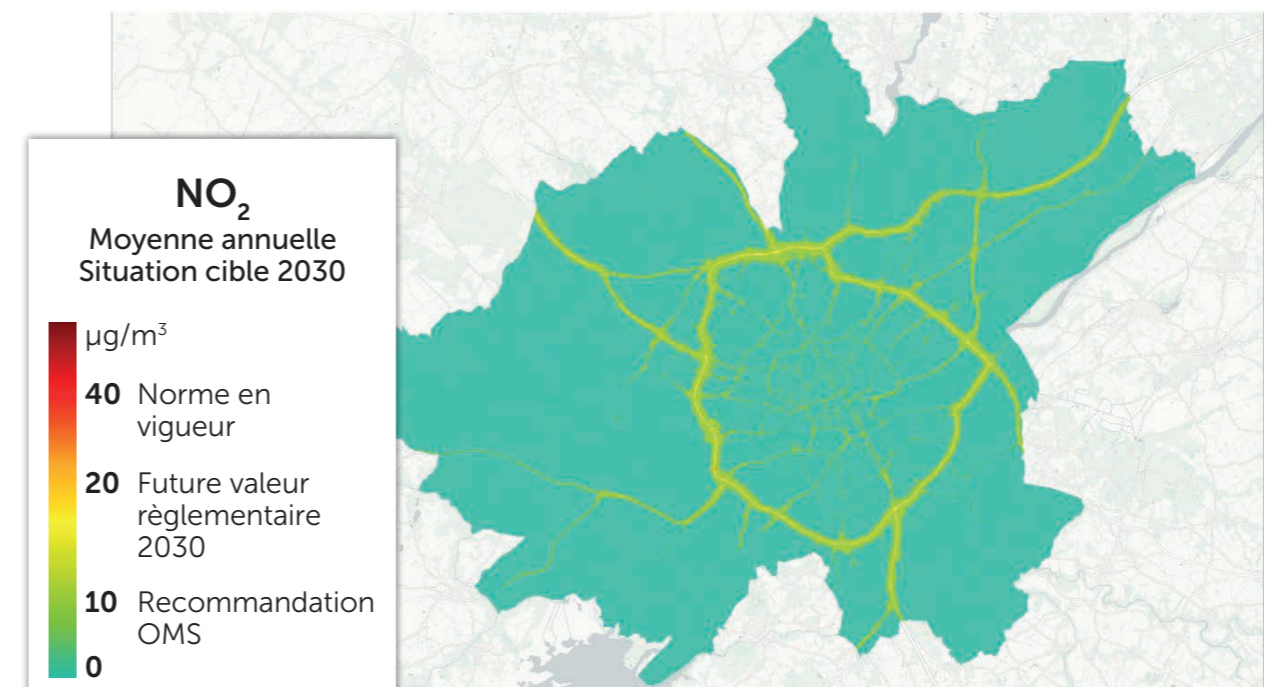 NO₂
Moyenne annuelle
Situation cible 2030
µg/m³
40 Norme en
vigueur
20 Future valeur
règlementaire
2030
10 Recommandation
OMS
0